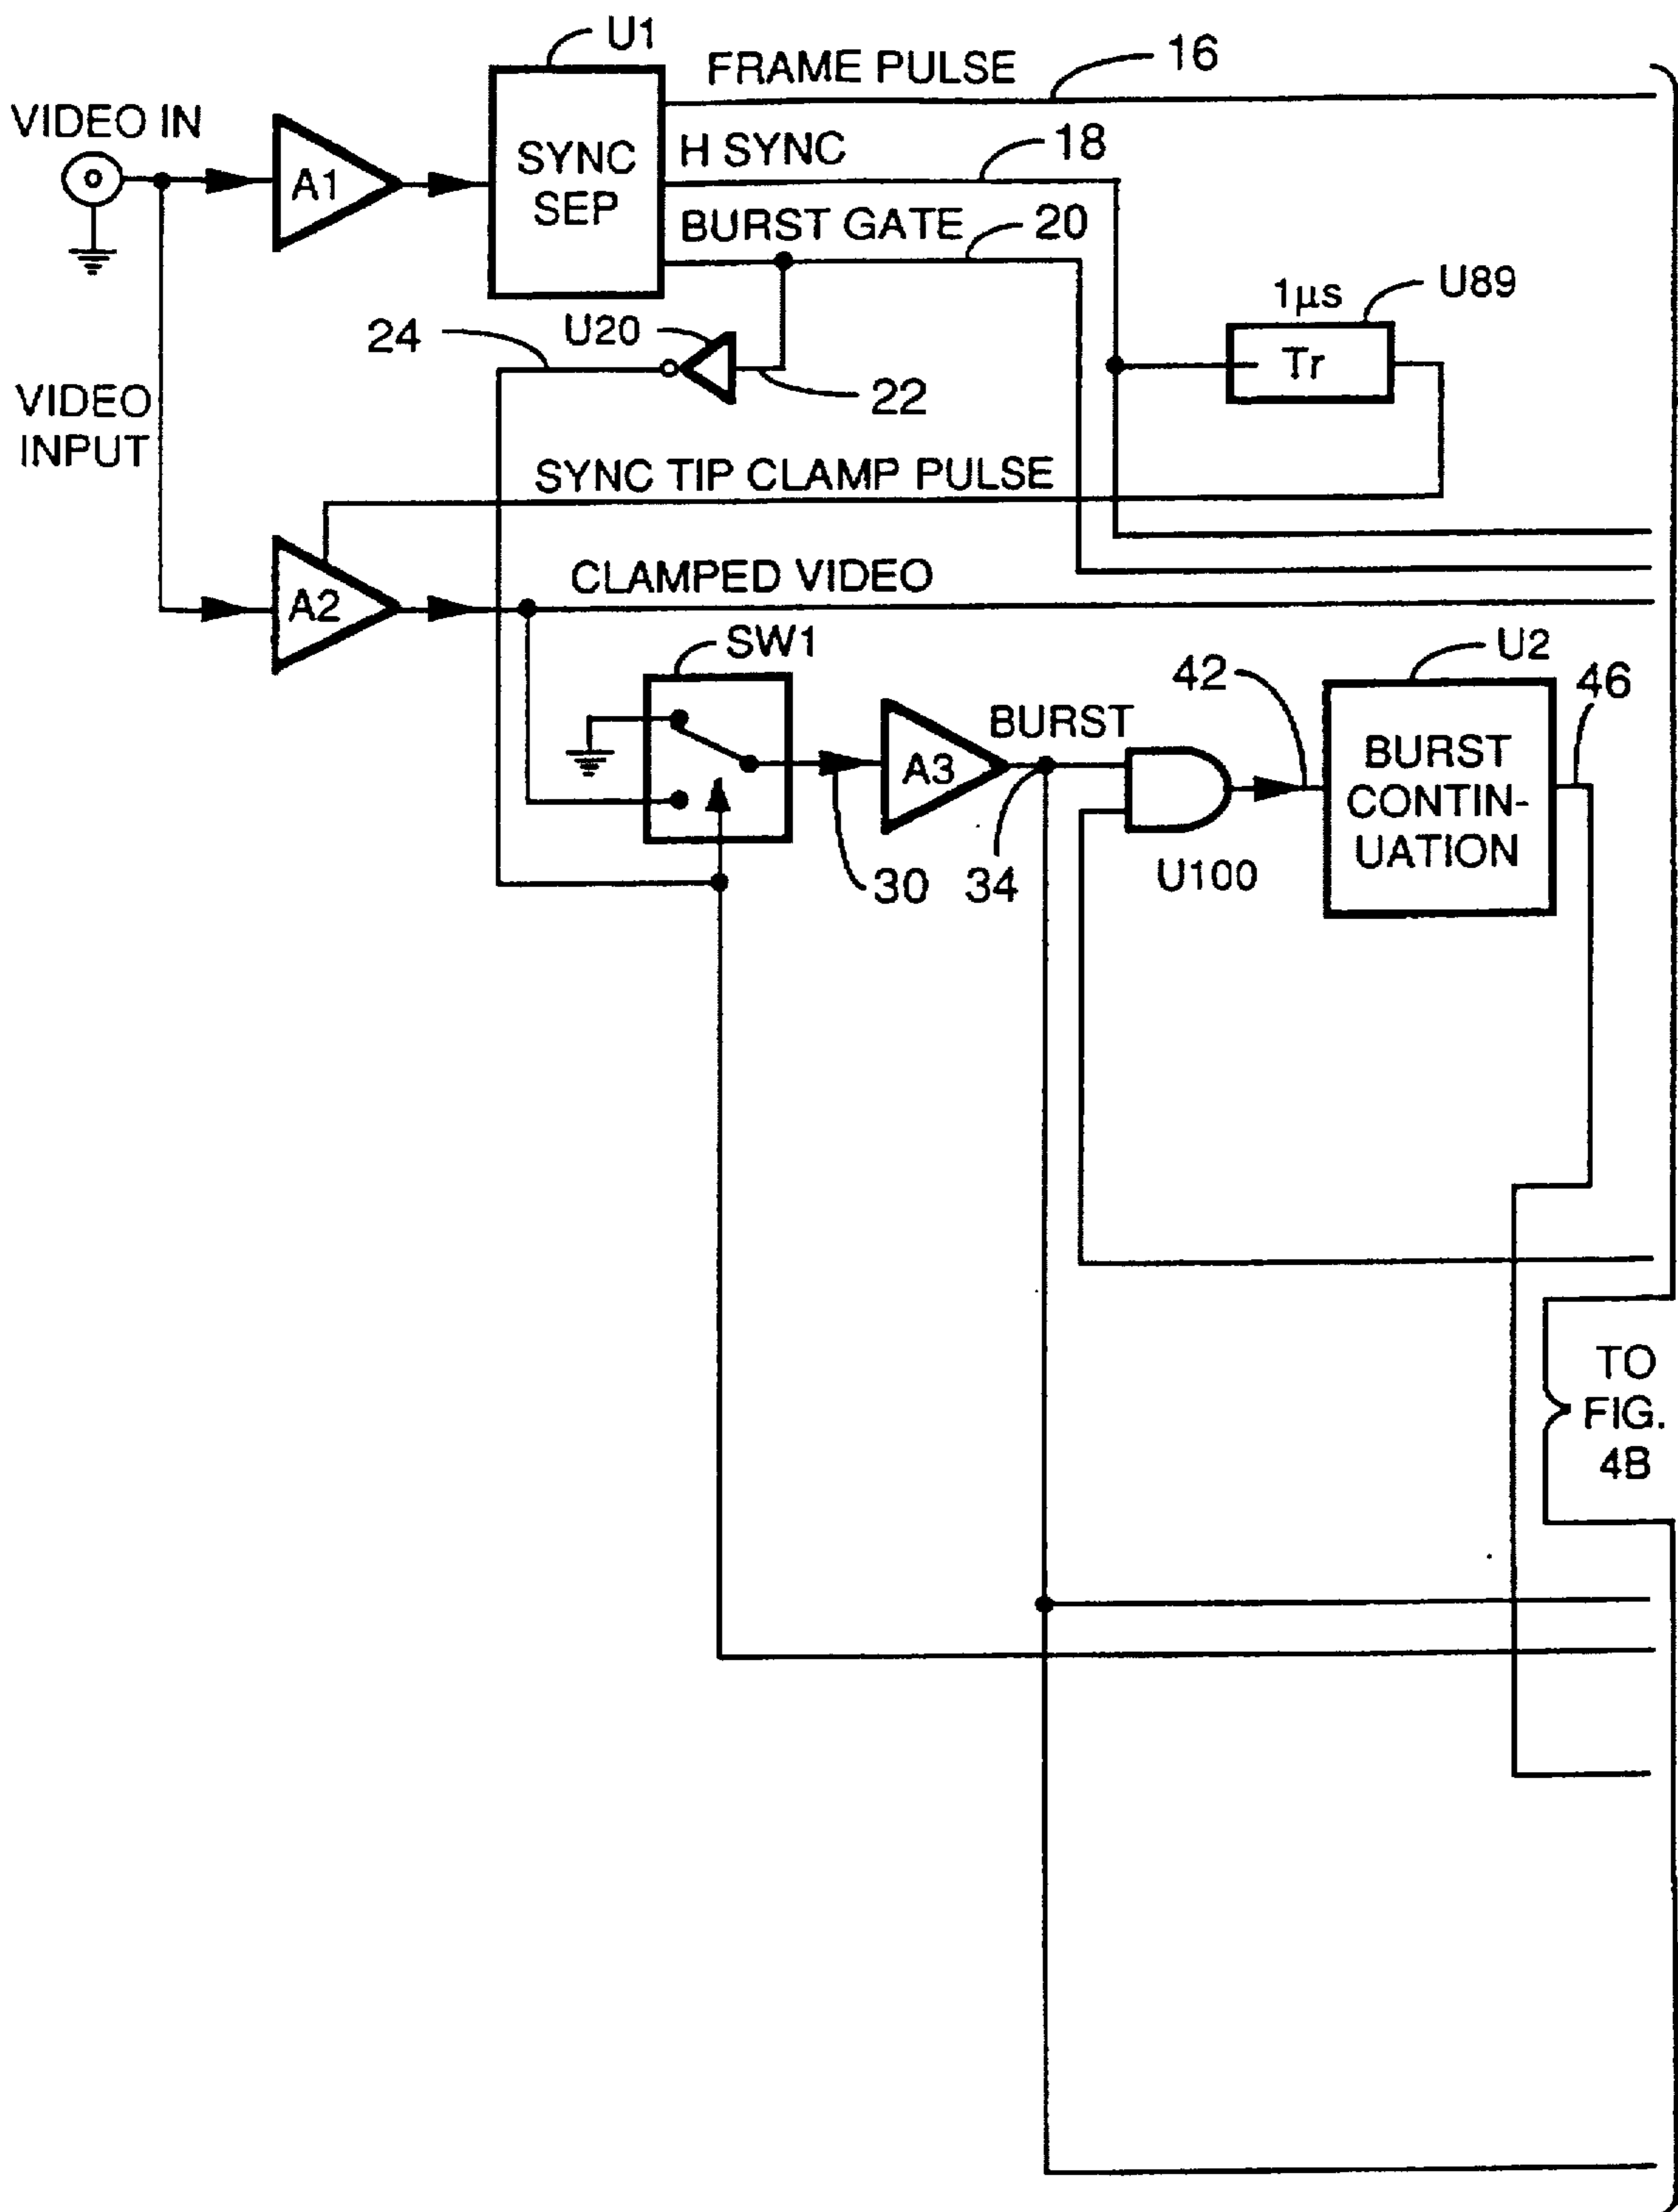 U1
FRAME PULSE
16
VIDEO IN
A1
SYNC
SEP
H SYNC
18
BURST GATE
20
1µs
U89
Tr
24
U20
22
VIDEO
INPUT
SYNC TIP CLAMP PULSE
A2
CLAMPED VIDEO
SW1
30
A3
BURST
34
U100
42
U2
BURST
CONTIN-
UATION
46
TO
FIG.
4B